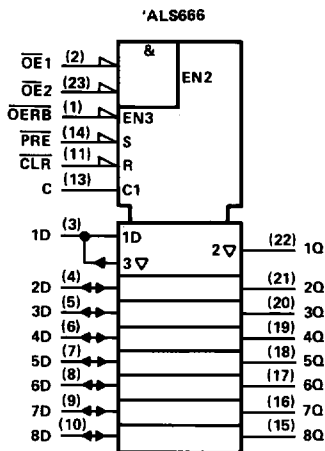 'ALS666
&
OE1 (2)
OE2 (23) EN2
OERB (1) EN3
PRE (14) S
CLR (11) R
C (13) C1
1D (3) 1D 2 ▽ (22) 1Q
3 ▽
2D (4) (21) 2Q
3D (5) (20) 3Q
4D (6) (19) 4Q
5D (7) (18) 5Q
6D (8) (17) 6Q
7D (9) (16) 7Q
8D (10) (15) 8Q